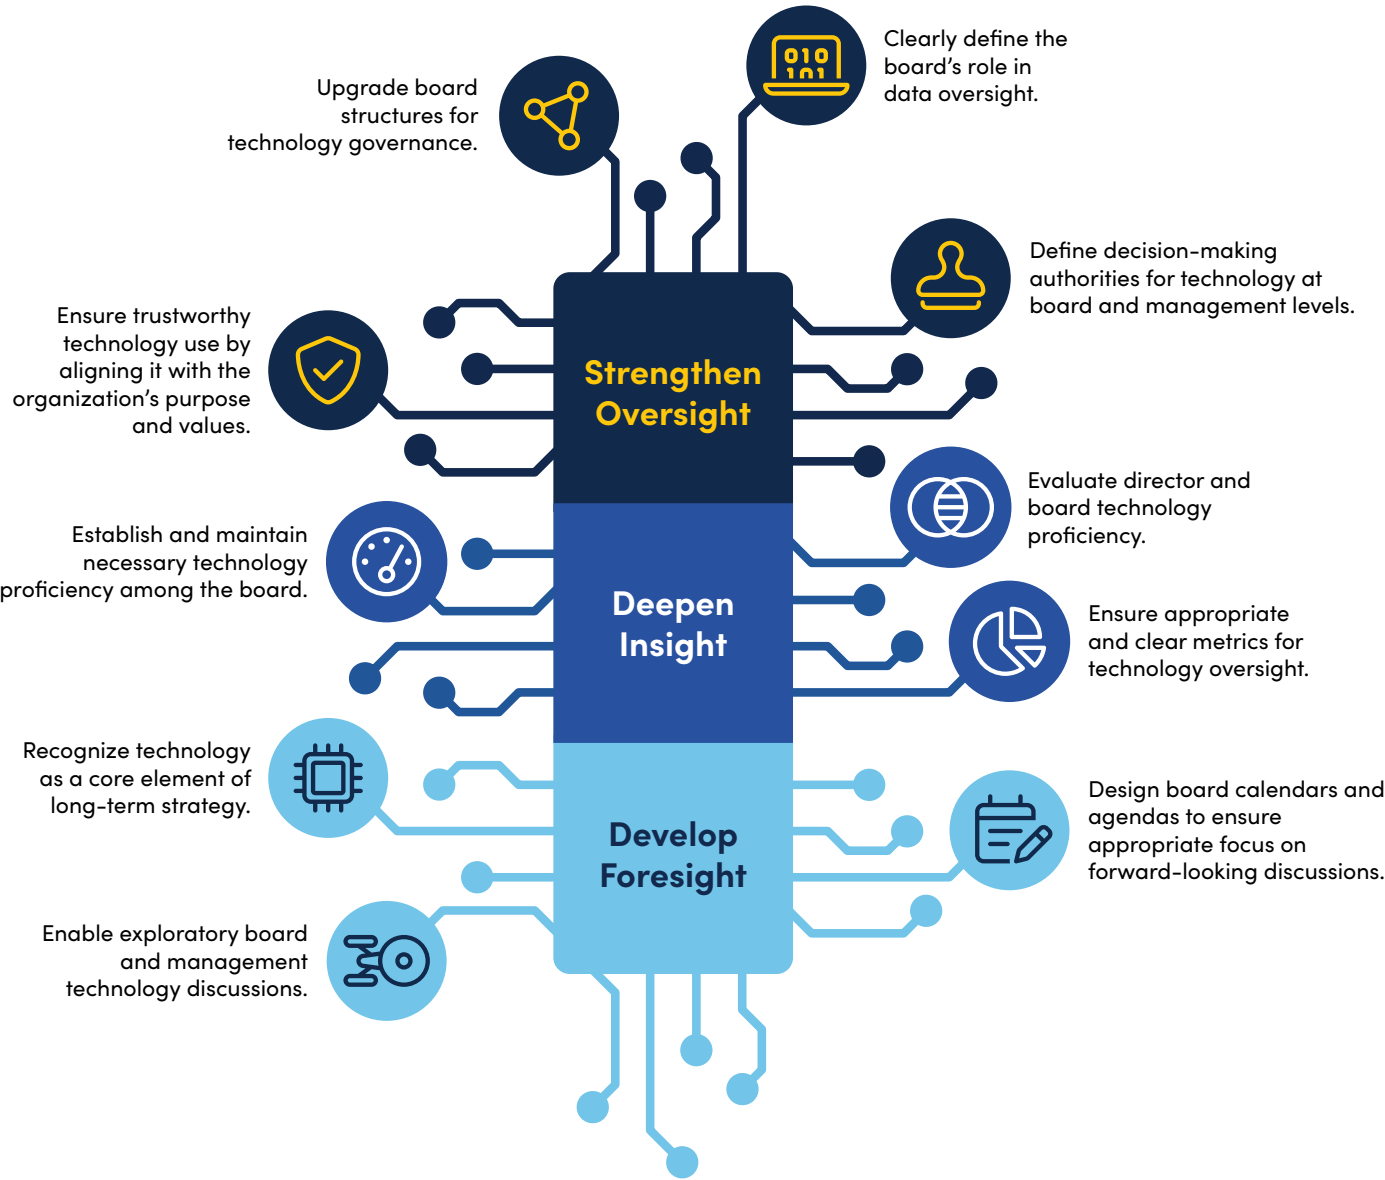 Clearly define the
board’s role in
data oversight.
Upgrade board
structures for
technology governance.
010
101
Define decision-making
authorities for technology at
board and management levels.
Ensure trustworthy
technology use by
aligning it with the
organization’s purpose
and values.
Strengthen
Oversight
Evaluate director and
board technology
proficiency.
Establish and maintain
necessary technology
proficiency among the board.
Deepen
Insight
Ensure appropriate
and clear metrics for
technology oversight.
Recognize technology
as a core element of
long-term strategy.
Design board calendars and
agendas to ensure
appropriate focus on
forward-looking discussions.
Develop
Foresight
Enable exploratory board
and management
technology discussions.